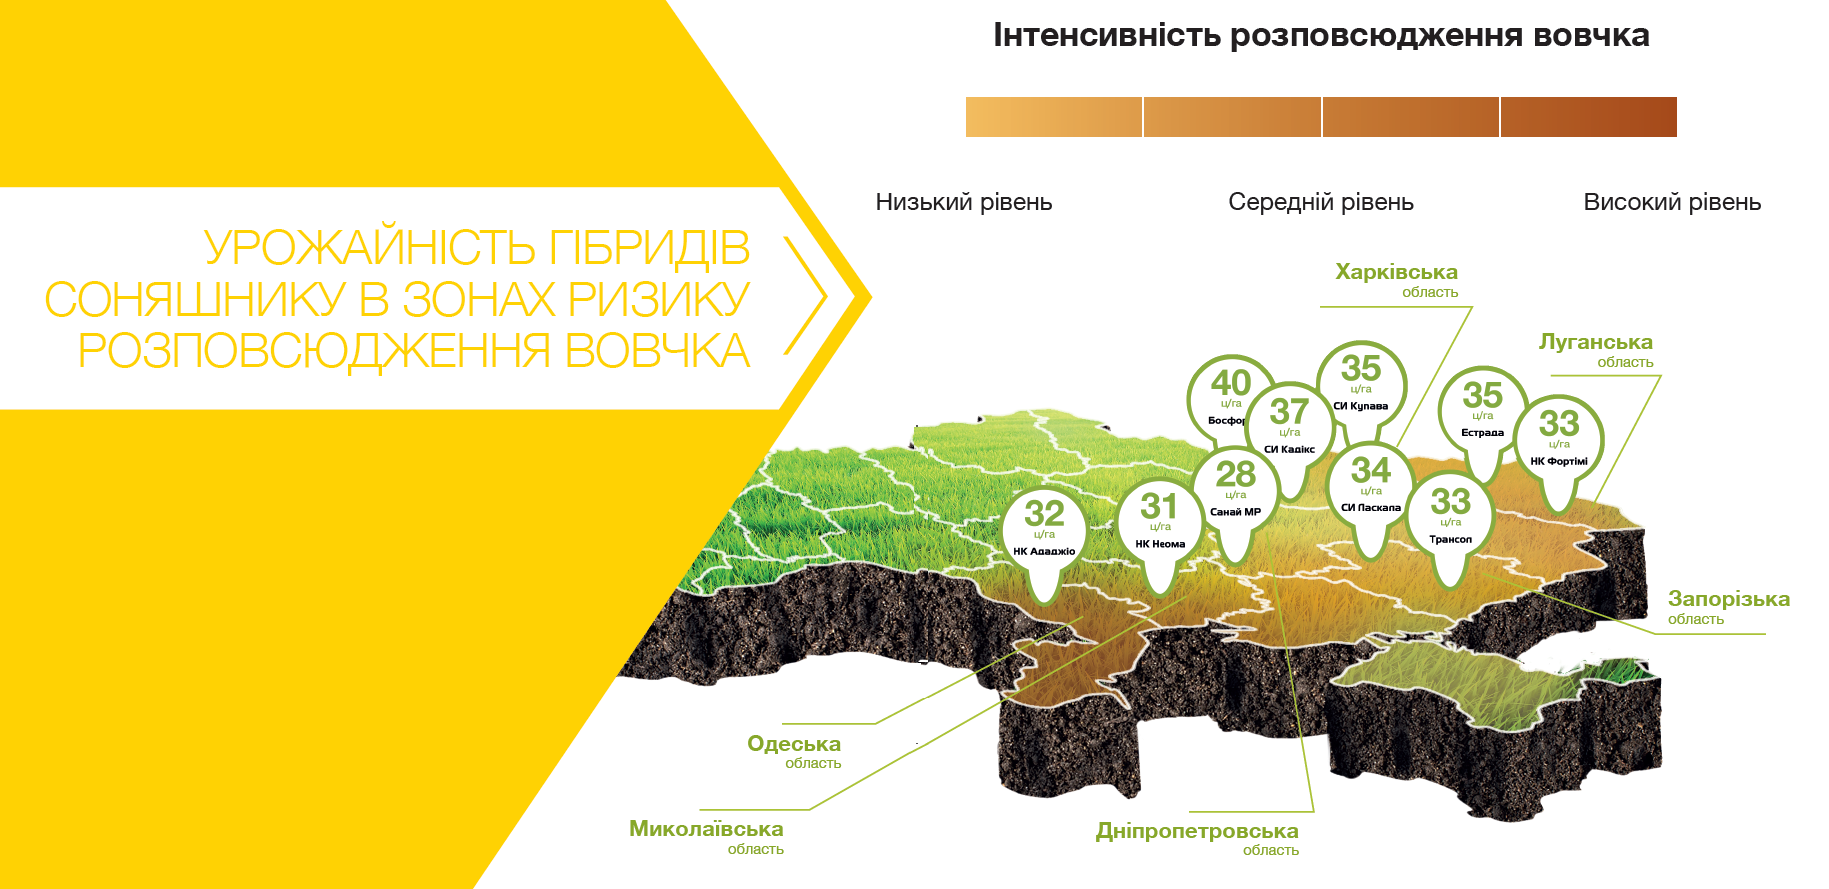 Інтенсивність розповсюдження вовчка
Низький рівень
Середній рівень
Високий рівень
УРОЖАЙНІСТЬ ГІБРИДІВ
СОНЯШНИКУ В ЗОНАХ РИЗИКУ
РОЗПОВСЮДЖЕННЯ ВОВЧКА
Харківська
область
Луганська
область
40
ц/га
Босфор
37
ц/га
СИ Кадікс
35
ц/га
СИ Купава
35
ц/га
Естрада
33
ц/га
НК Фортімі
28
ц/га
Санай МР
34
ц/га
СИ Ласкала
33
ц/га
Трансол
32
ц/га
НК Ададжіо
31
ц/га
НК Неома
Запорізька
область
Одеська
область
Миколаївська
область
Дніпропетровська
область